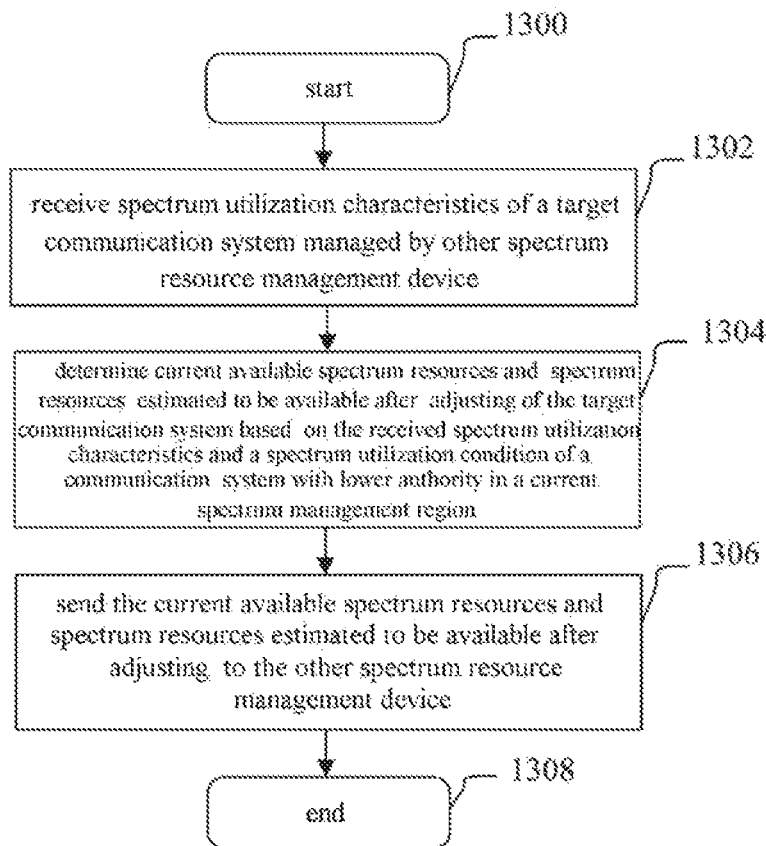 1300
start
1302
receive spectrum utilization characteristics of a target
communication system managed by other spectrum
resource management device
1304
determine current available spectrum resources and spectrum
resources estimated to be available after adjusting of the target
communication system based on the received spectrum utilization
characteristics and a spectrum utilization condition of a
communication system with lower authority in a current
spectrum management region
1306
send the current available spectrum resources and
spectrum resources estimated to be available after
adjusting to the other spectrum resource
management device
1308
end